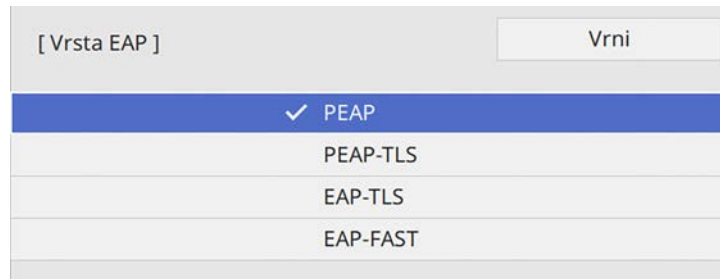 [ Vrsta EAP ]
Vrni
PEAP
PEAP-TLS
EAP-TLS
EAP-FAST